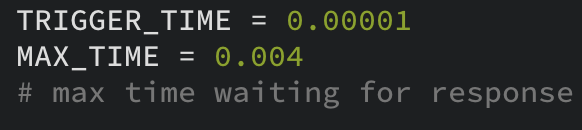 TRIGGER_TIME = 0.00001
MAX_TIME = 0.004
# max time waiting for response